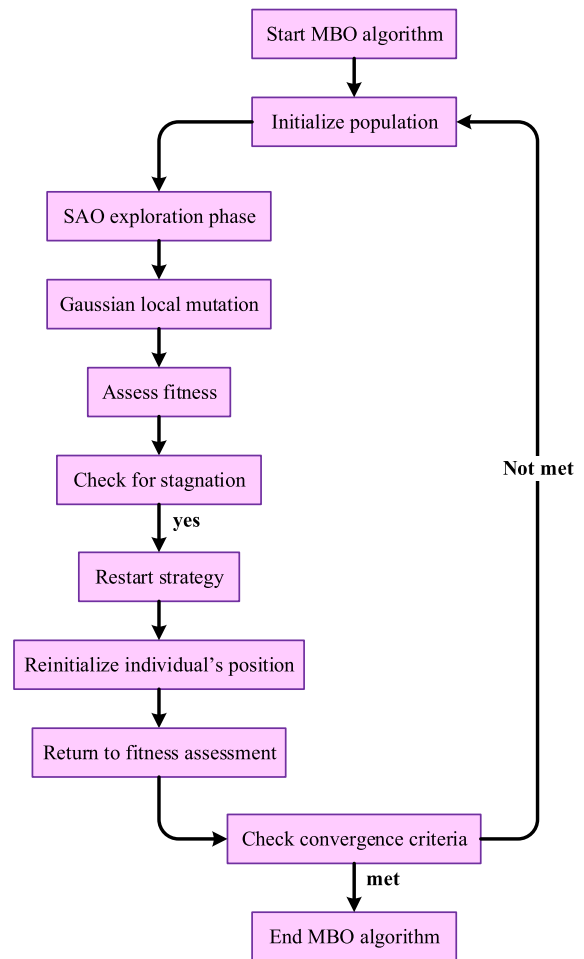 Start MBO algorithm
Initialize population
SAO exploration phase
Gaussian local mutation
Assess fitness
Check for stagnation
yes
Restart strategy
Reinitialize individual’s position
Return to fitness assessment
Check convergence criteria
Not met
met
End MBO algorithm